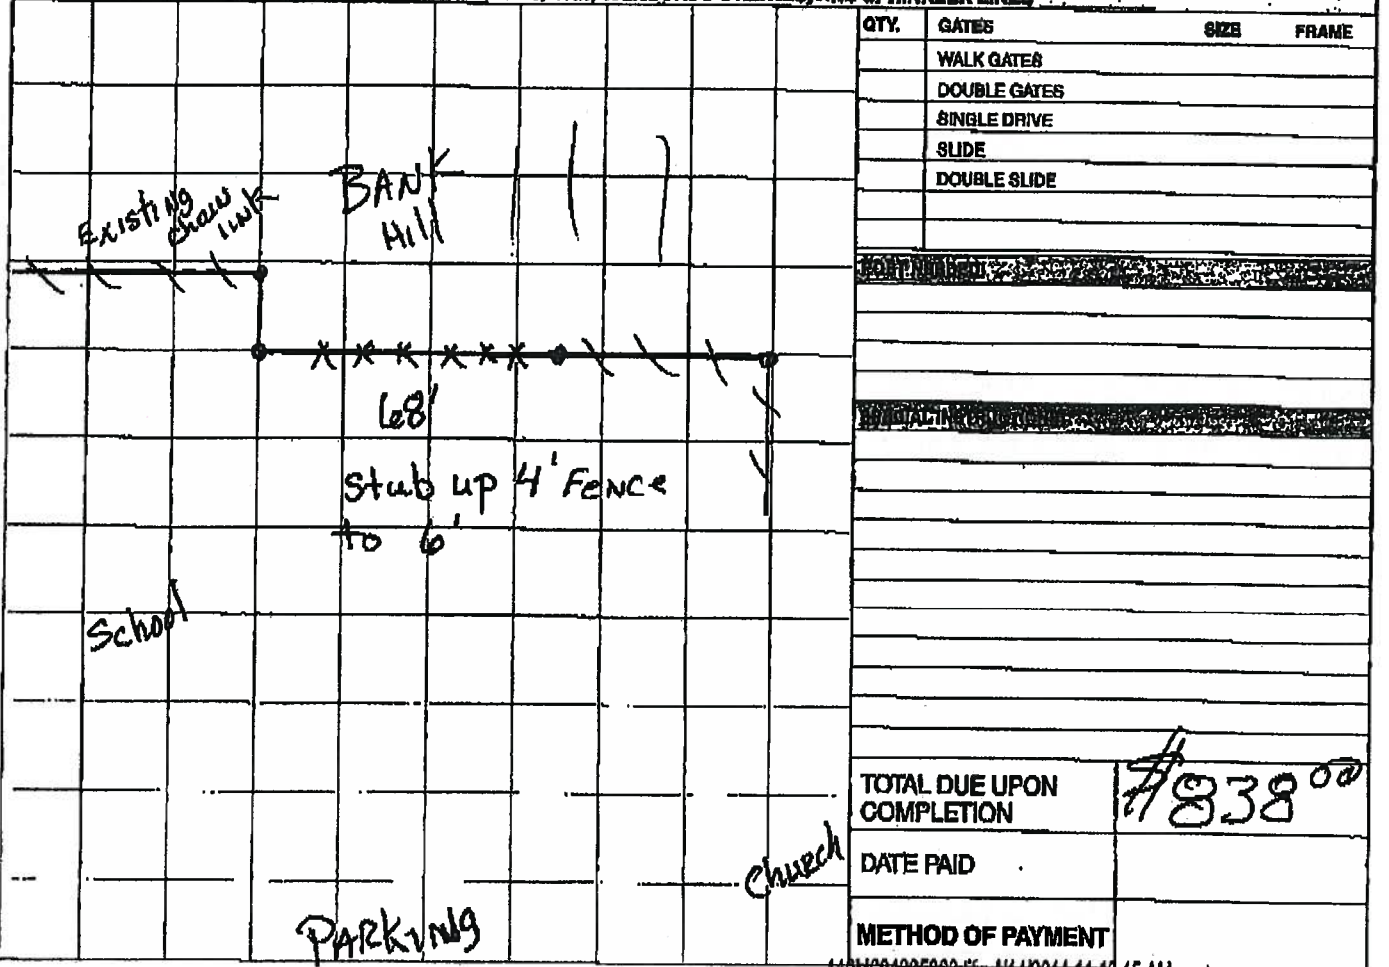 QTY. GATES SIZE FRAME
WALK GATES
DOUBLE GATES
SINGLE DRIVE
SLIDE
DOUBLE SLIDE
Existing
chain
link
BANK
Hill
68'
Stub up 4' Fence
to 6'
School
Church
PARKING
TOTAL DUE UPON
COMPLETION
$838 00
DATE PAID
METHOD OF PAYMENT